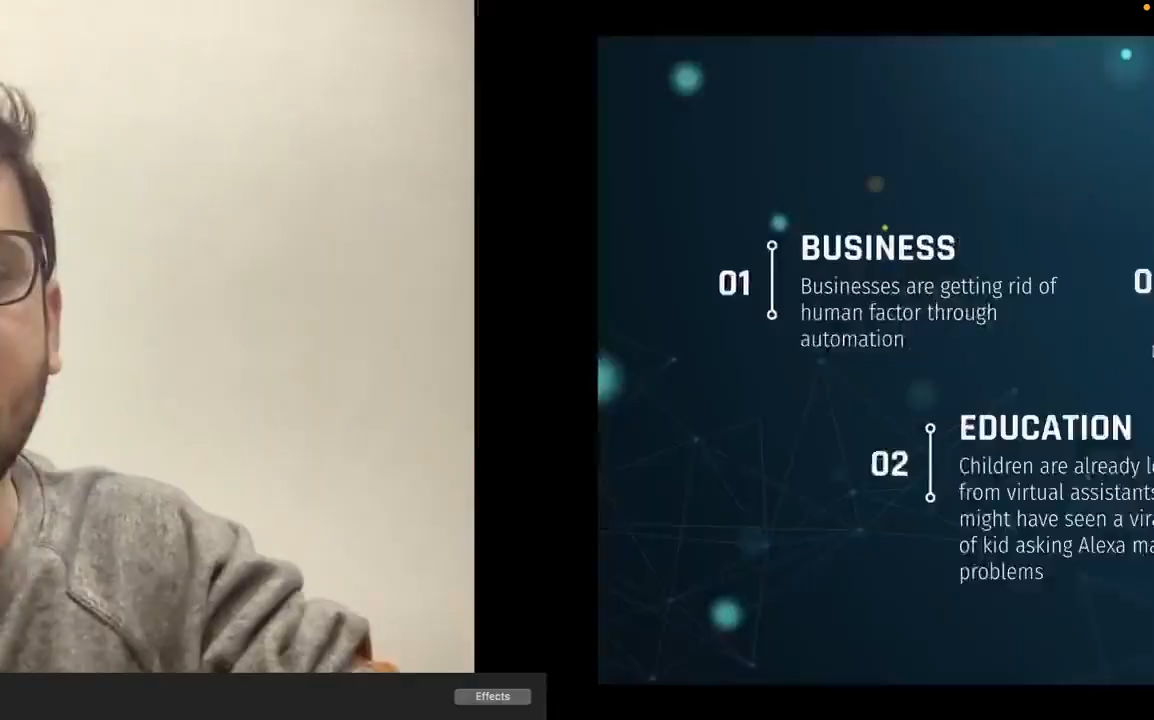 01
BUSINESS
Businesses are getting rid of
human factor through
automation
02
EDUCATION
Children are already
from virtual assistants
might have seen a
of kid asking Alexa
problems
Effects